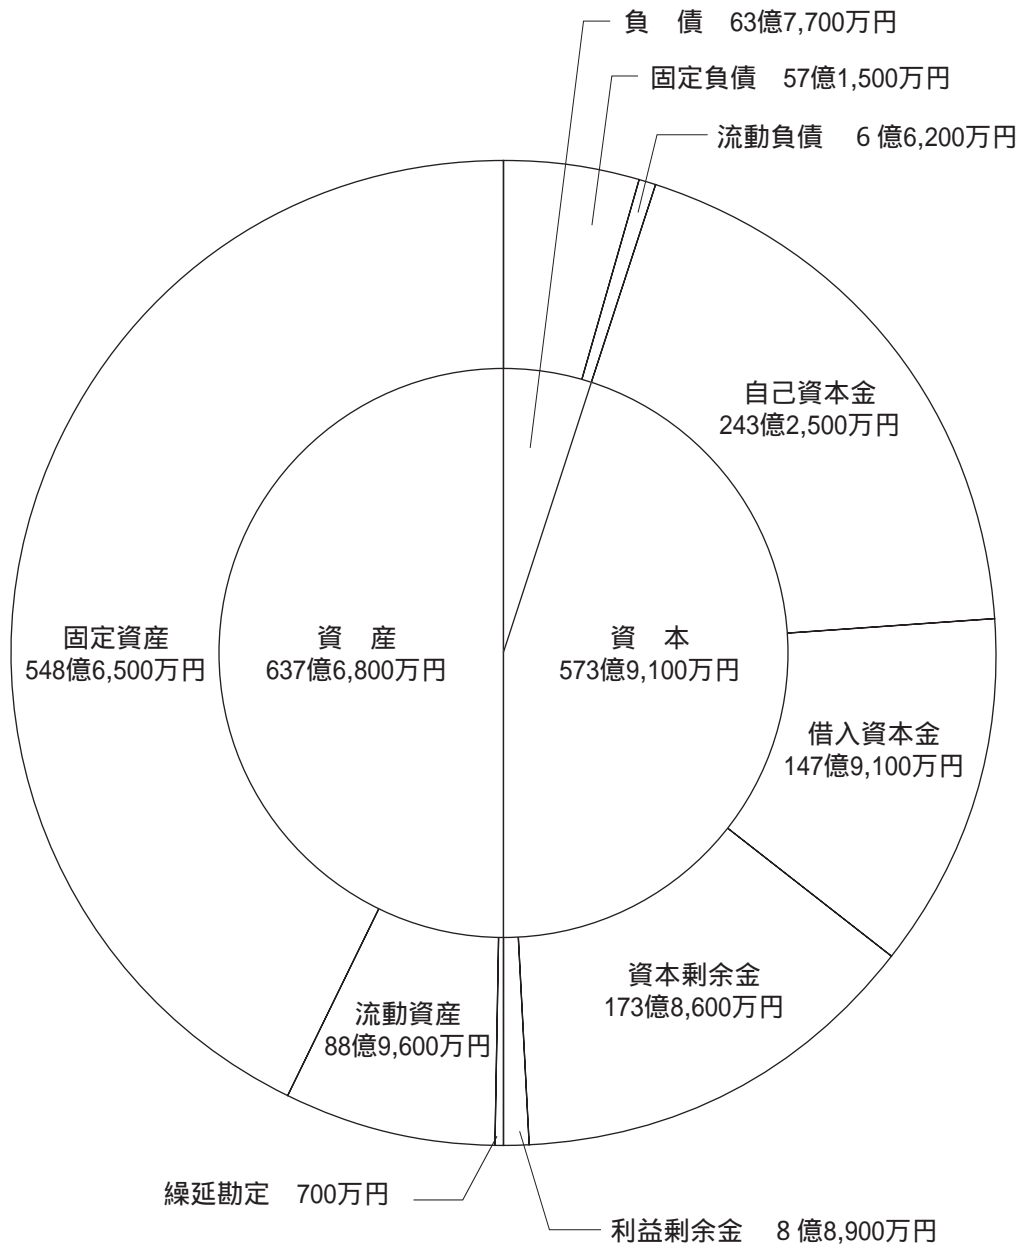 負　債　63億7,700万円
固定負債　57億1,500万円
流動負債　６億6,200万円
自己資本金
243億2,500万円
固定資産
548億6,500万円
資　産
637億6,800万円
資　本
573億9,100万円
借入資本金
147億9,100万円
資本剰余金
173億8,600万円
流動資産
88億9,600万円
繰延勘定　700万円
利益剰余金　８億8,900万円